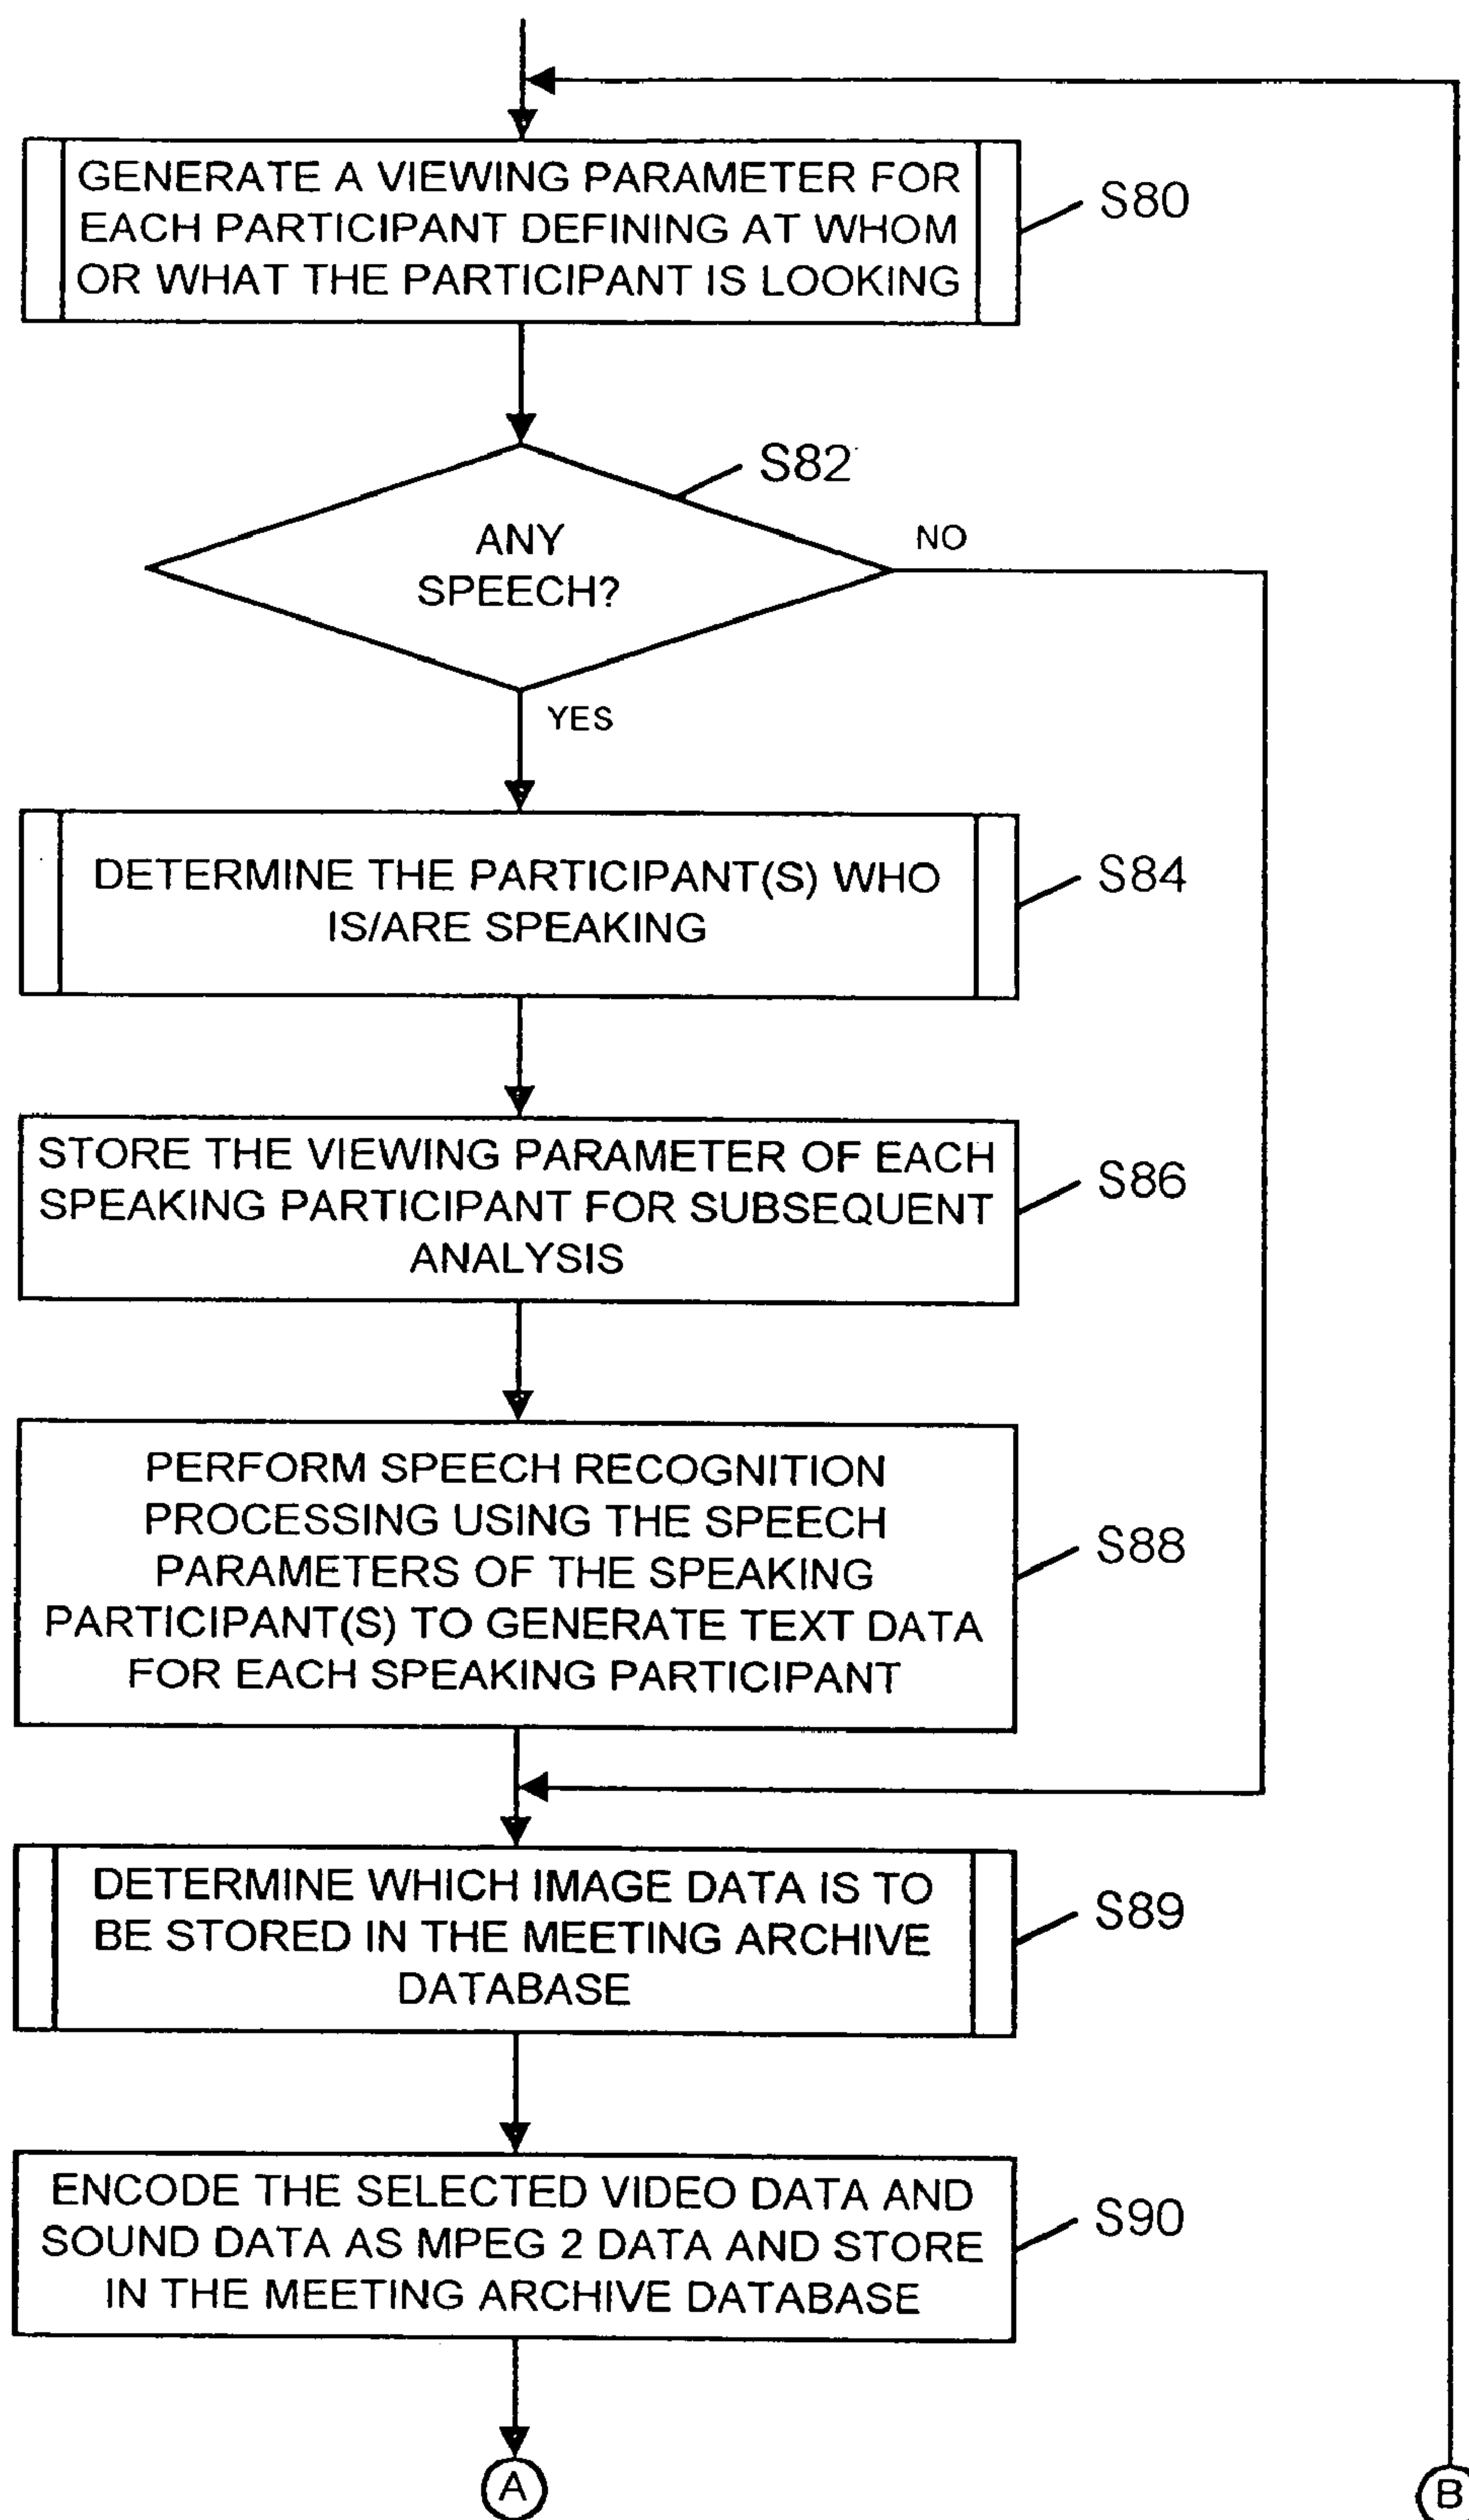 GENERATE A VIEWING PARAMETER FOR
EACH PARTICIPANT DEFINING AT WHOM
OR WHAT THE PARTICIPANT IS LOOKING
S80
S82
ANY
SPEECH?
NO
YES
DETERMINE THE PARTICIPANT(S) WHO
IS/ARE SPEAKING
S84
STORE THE VIEWING PARAMETER OF EACH
SPEAKING PARTICIPANT FOR SUBSEQUENT
ANALYSIS
S86
PERFORM SPEECH RECOGNITION
PROCESSING USING THE SPEECH
PARAMETERS OF THE SPEAKING
PARTICIPANT(S) TO GENERATE TEXT DATA
FOR EACH SPEAKING PARTICIPANT
S88
DETERMINE WHICH IMAGE DATA IS TO
BE STORED IN THE MEETING ARCHIVE
DATABASE
S89
ENCODE THE SELECTED VIDEO DATA AND
SOUND DATA AS MPEG 2 DATA AND STORE
IN THE MEETING ARCHIVE DATABASE
S90
A
B